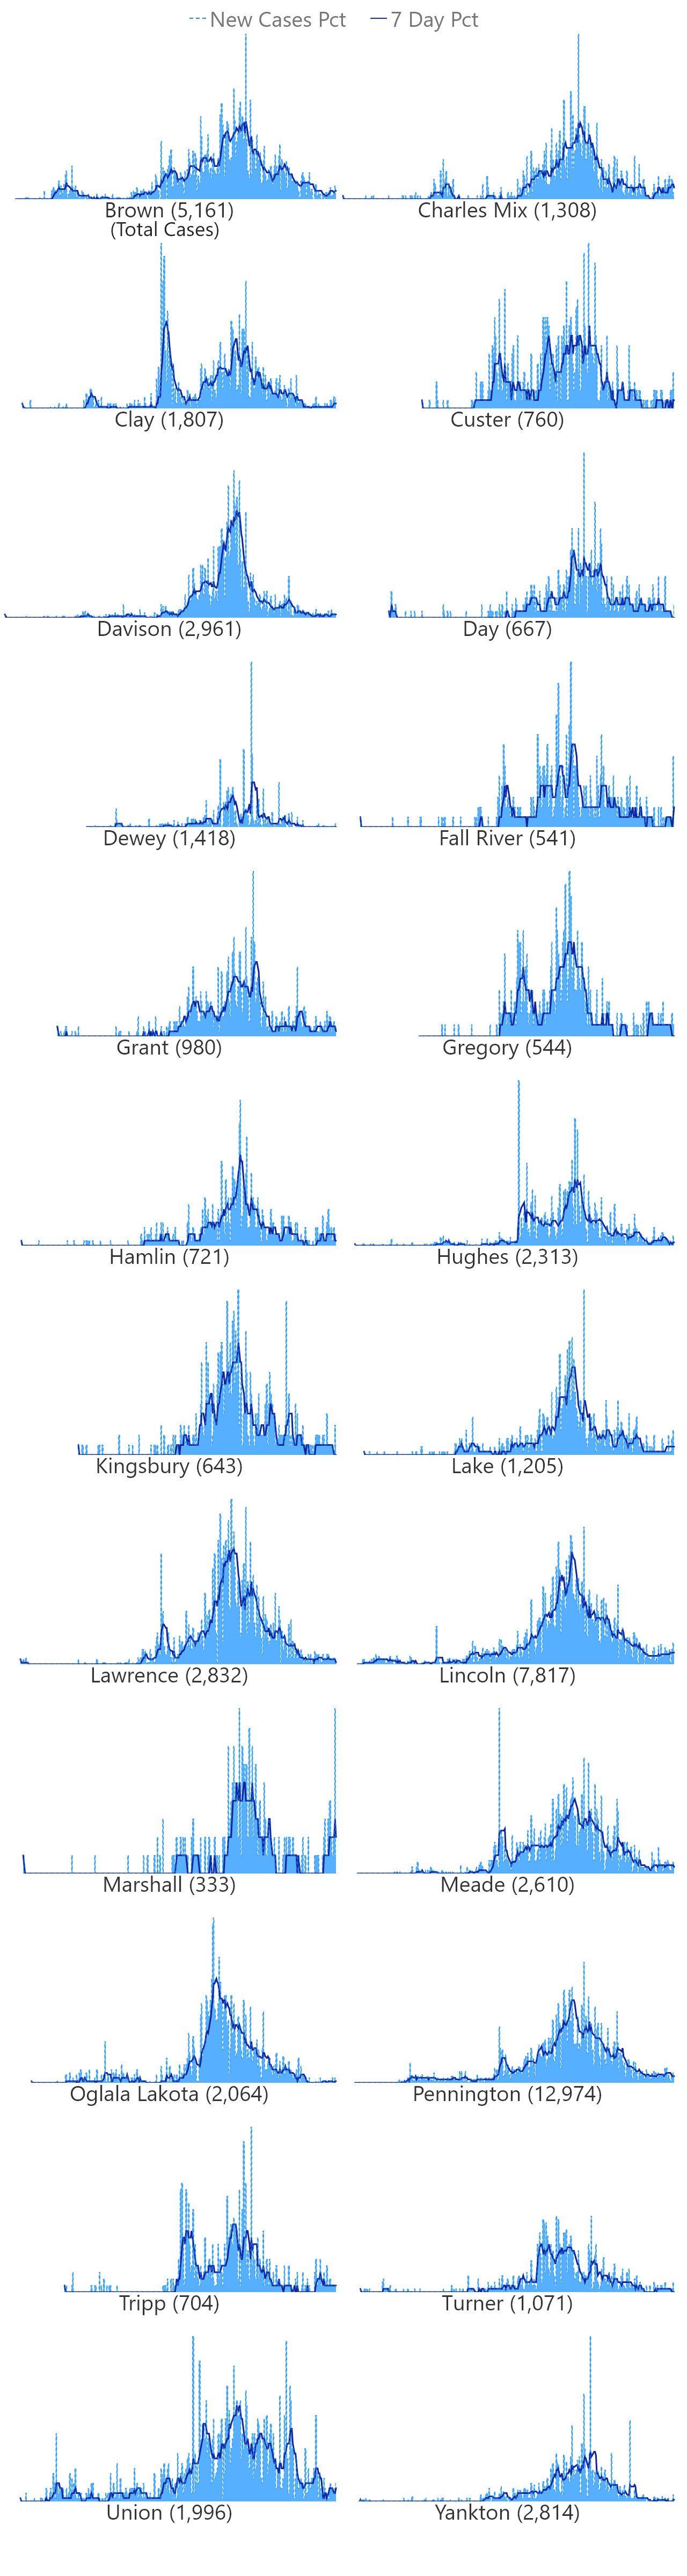 New Cases Pct 7 Day Pct
Brown (5,161) Charles Mix (1,308)
(Total Cases)
Clay (1,807) Custer (760)
Davison (2,961) Day (667)
Dewey (1,418) Fall River (541)
Grant (980) Gregory (544)
Hamlin (721) Hughes (2,313)
Kingsbury (643) Lake (1,205)
Lawrence (2,832) Lincoln (7,817)
Marshall (333) Meade (2,610)
Oglala Lakota (2,064) Pennington (12,974)
Tripp (704) Turner (1,071)
Union (1,996) Yankton (2,814)